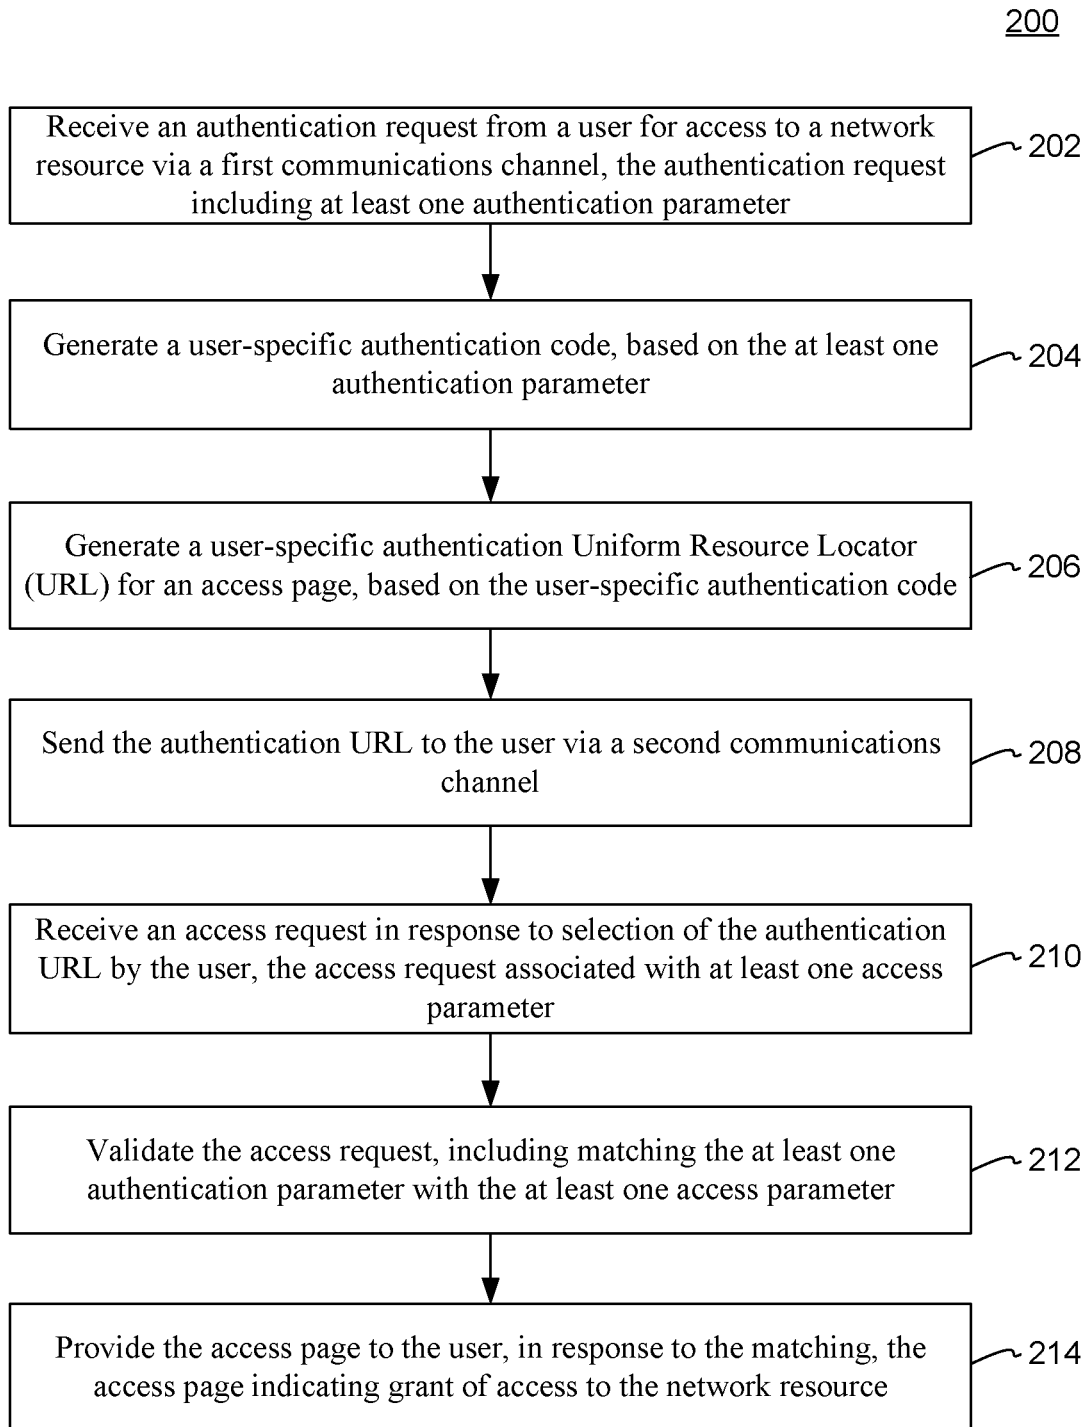 200
Receive an authentication request from a user for access to a network
resource via a first communications channel, the authentication request
including at least one authentication parameter
202
Generate a user-specific authentication code, based on the at least one
authentication parameter
204
Generate a user-specific authentication Uniform Resource Locator
(URL) for an access page, based on the user-specific authentication code
206
Send the authentication URL to the user via a second communications
channel
208
Receive an access request in response to selection of the authentication
URL by the user, the access request associated with at least one access
parameter
210
Validate the access request, including matching the at least one
authentication parameter with the at least one access parameter
212
Provide the access page to the user, in response to the matching, the
access page indicating grant of access to the network resource
214